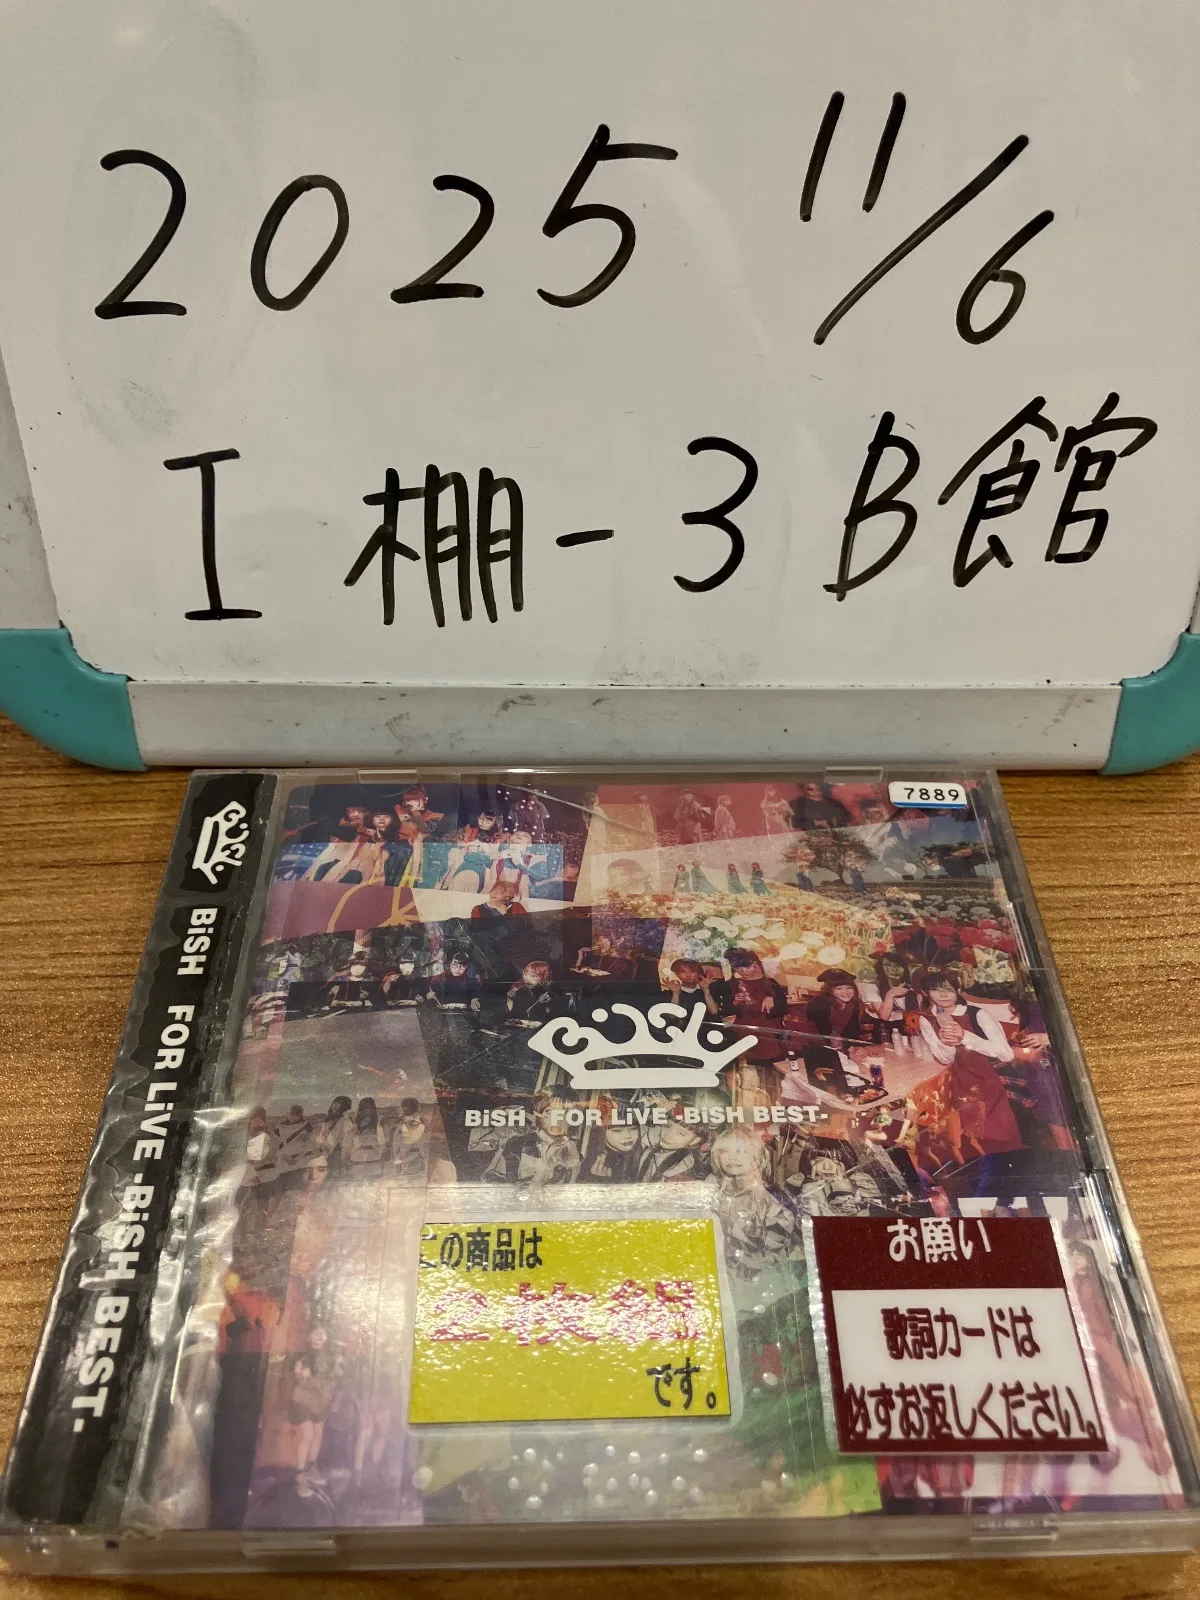 2025 11/6
I 棚-3 B館
7889
BiSH
BiSH FOR LiVE -BiSH BEST-
BiSH
BiSH FOR LiVE -BiSH BEST-
この商品は
2枚組
です。
お願い
歌詞カードは
必ずお返しください。